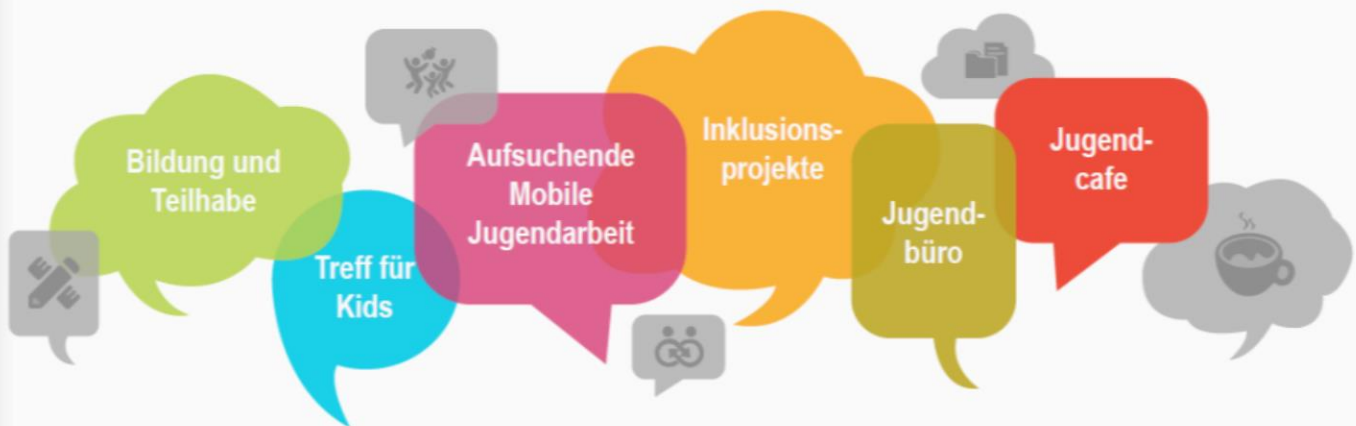 Bildung und
Teilhabe
Treff für
Kids
Aufsuchende
Mobile
Jugendarbeit
Inklusions-
projekte
Jugend-
büro
Jugend-
cafe